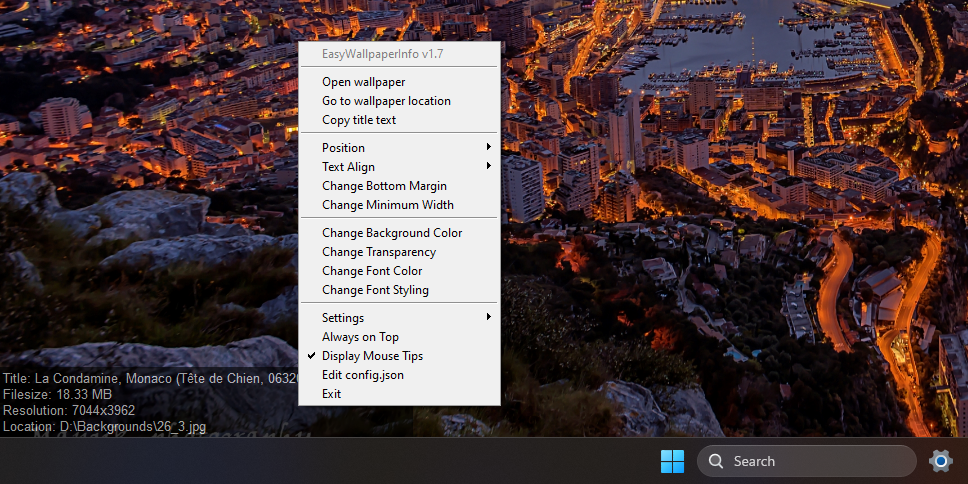 EasyWallpaperInfo v1.7
Open wallpaper
Go to wallpaper location
Copy title text
Position
Text Align
Change Bottom Margin
Change Minimum Width
Change Background Color
Change Transparency
Change Font Color
Change Font Styling
Settings
Always on Top
Display Mouse Tips
Edit config.json
Exit
Title: La Condamine, Monaco (Tête de Chien, 06320
Filesize: 18.33 MB
Resolution: 7044x3962
Location: D:\Backgrounds\26_3.jpg
Search